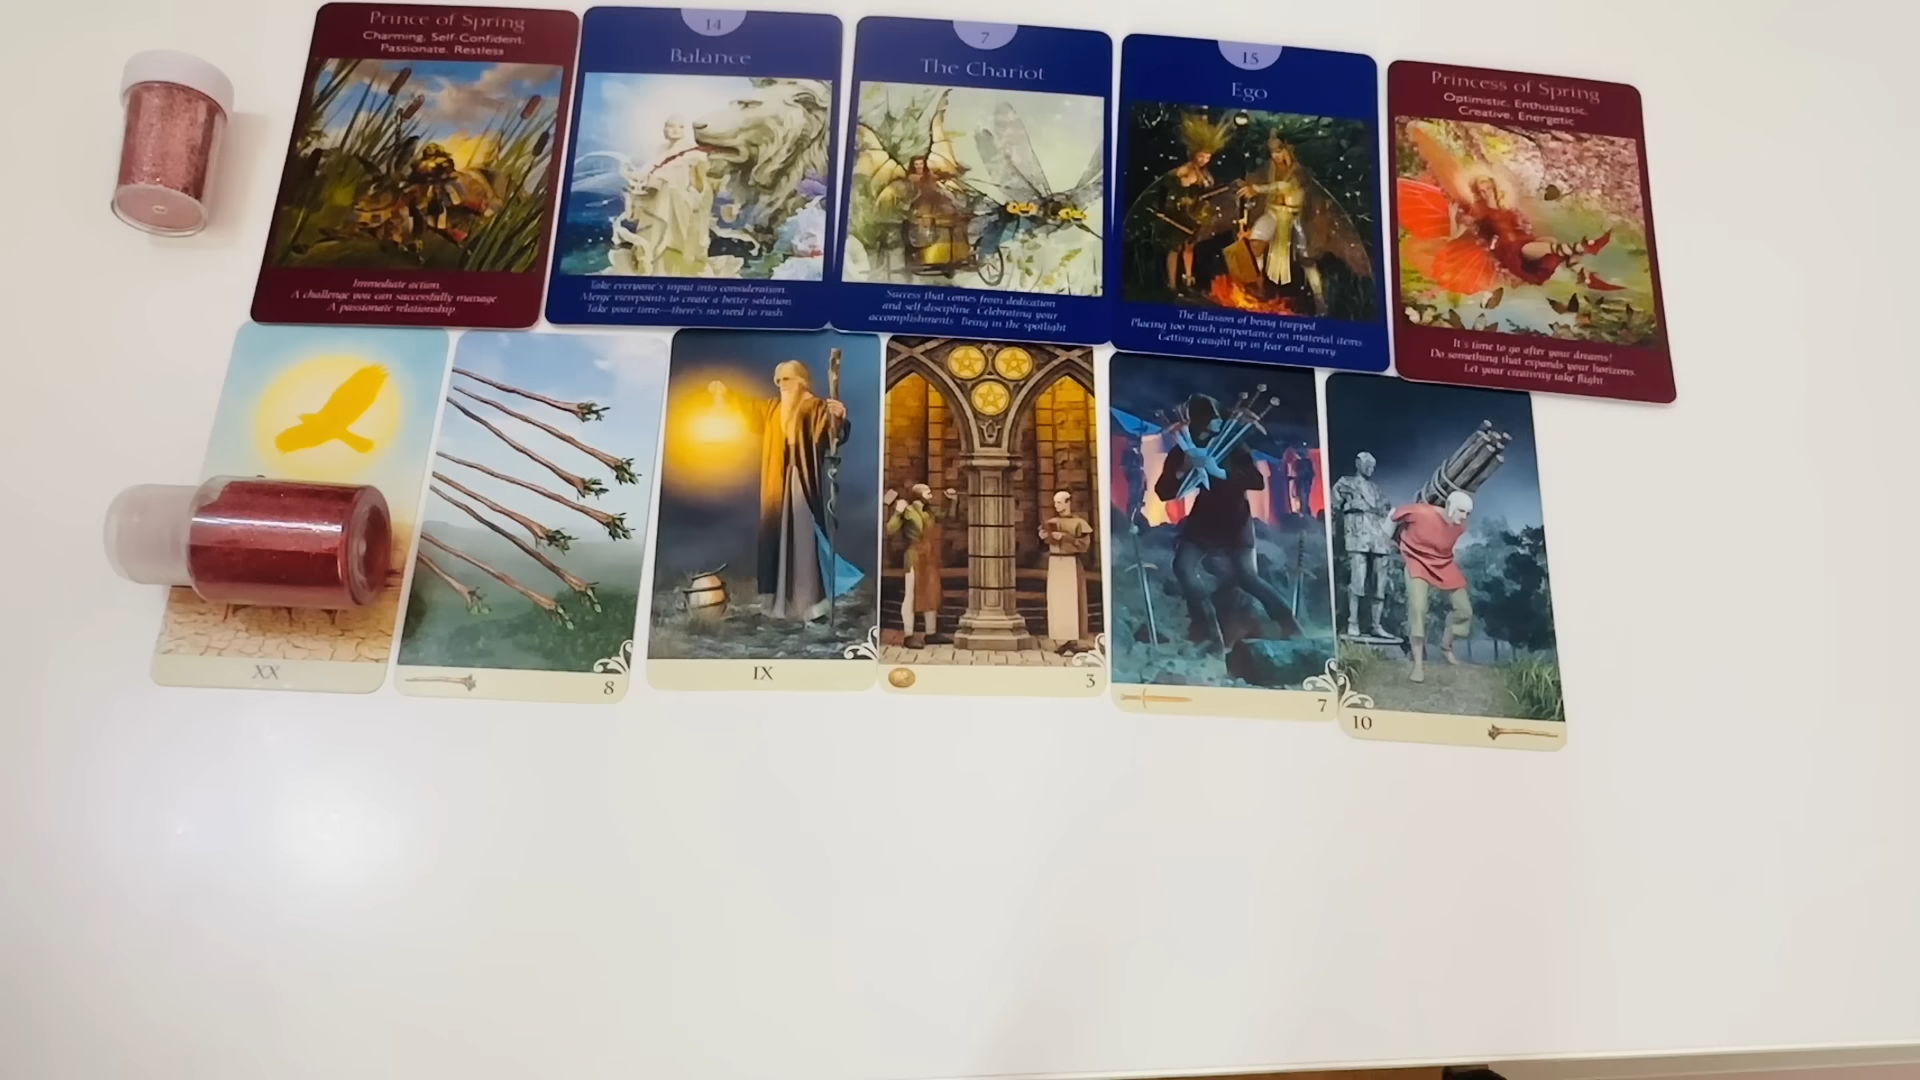 Prince of Spring
Charming, Self-Confident,
Passionate, Restless
Immediate action
A challenge you can successfully manage
A passionate relationship
14
Balance
Take everyone's input into consideration
Merge viewpoints to create a better solution
Take your time—there's no need to rush
7
The Chariot
Success that comes from dedication
and self-discipline. Celebrating your
accomplishments Being in the spotlight
15
Ego
The illusion of being trapped
Placing too much importance on material items
Getting caught up in fear and worry
Princess of Spring
Optimistic, Enthusiastic,
Creative, Energetic
It's time to go after your dreams!
Do something that expands your horizons.
Let your creativity take flight
XX
8
IX
3
7
10